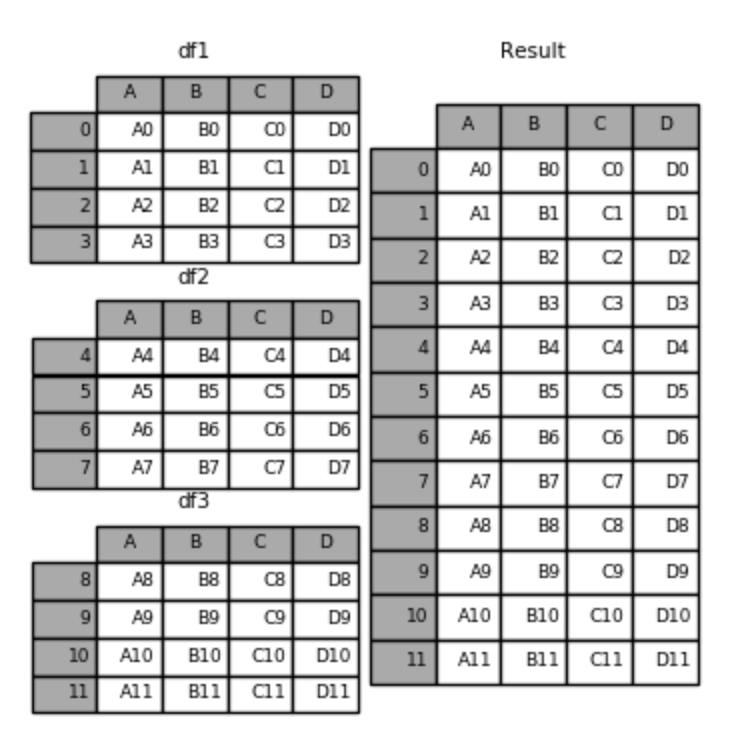 df1
A B C D
0 A0 B0 C0 D0
1 A1 B1 C1 D1
2 A2 B2 C2 D2
3 A3 B3 C3 D3
df2
A B C D
4 A4 B4 C4 D4
5 A5 B5 C5 D5
6 A6 B6 C6 D6
7 A7 B7 C7 D7
df3
A B C D
8 A8 B8 C8 D8
9 A9 B9 C9 D9
10 A10 B10 C10 D10
11 A11 B11 C11 D11
Result
A B C D
0 A0 B0 C0 D0
1 A1 B1 C1 D1
2 A2 B2 C2 D2
3 A3 B3 C3 D3
4 A4 B4 C4 D4
5 A5 B5 C5 D5
6 A6 B6 C6 D6
7 A7 B7 C7 D7
8 A8 B8 C8 D8
9 A9 B9 C9 D9
10 A10 B10 C10 D10
11 A11 B11 C11 D11